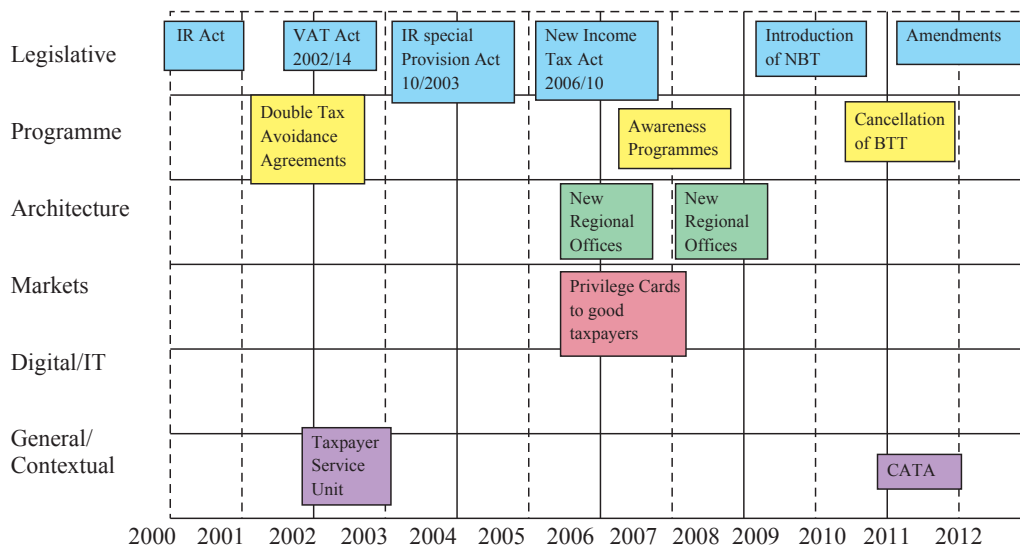 Legislative
IR Act
VAT Act
2002/14
IR special
Provision Act
10/2003
New Income
Tax Act
2006/10
Introduction
of NBT
Amendments
Programme
Double Tax
Avoidance
Agreements
Awareness
Programmes
Cancellation
of BTT
Architecture
New
Regional
Offices
New
Regional
Offices
Markets
Privilege Cards
to good
taxpayers
Digital/IT
General/
Contextual
Taxpayer
Service
Unit
CATA
2000 2001 2002 2003 2004 2005 2006 2007 2008 2009 2010 2011 2012